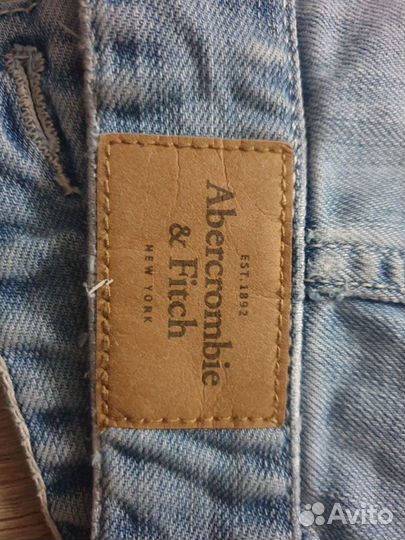 EST. 1892
Abercrombie
& Fitch
NEW YORK
Avito